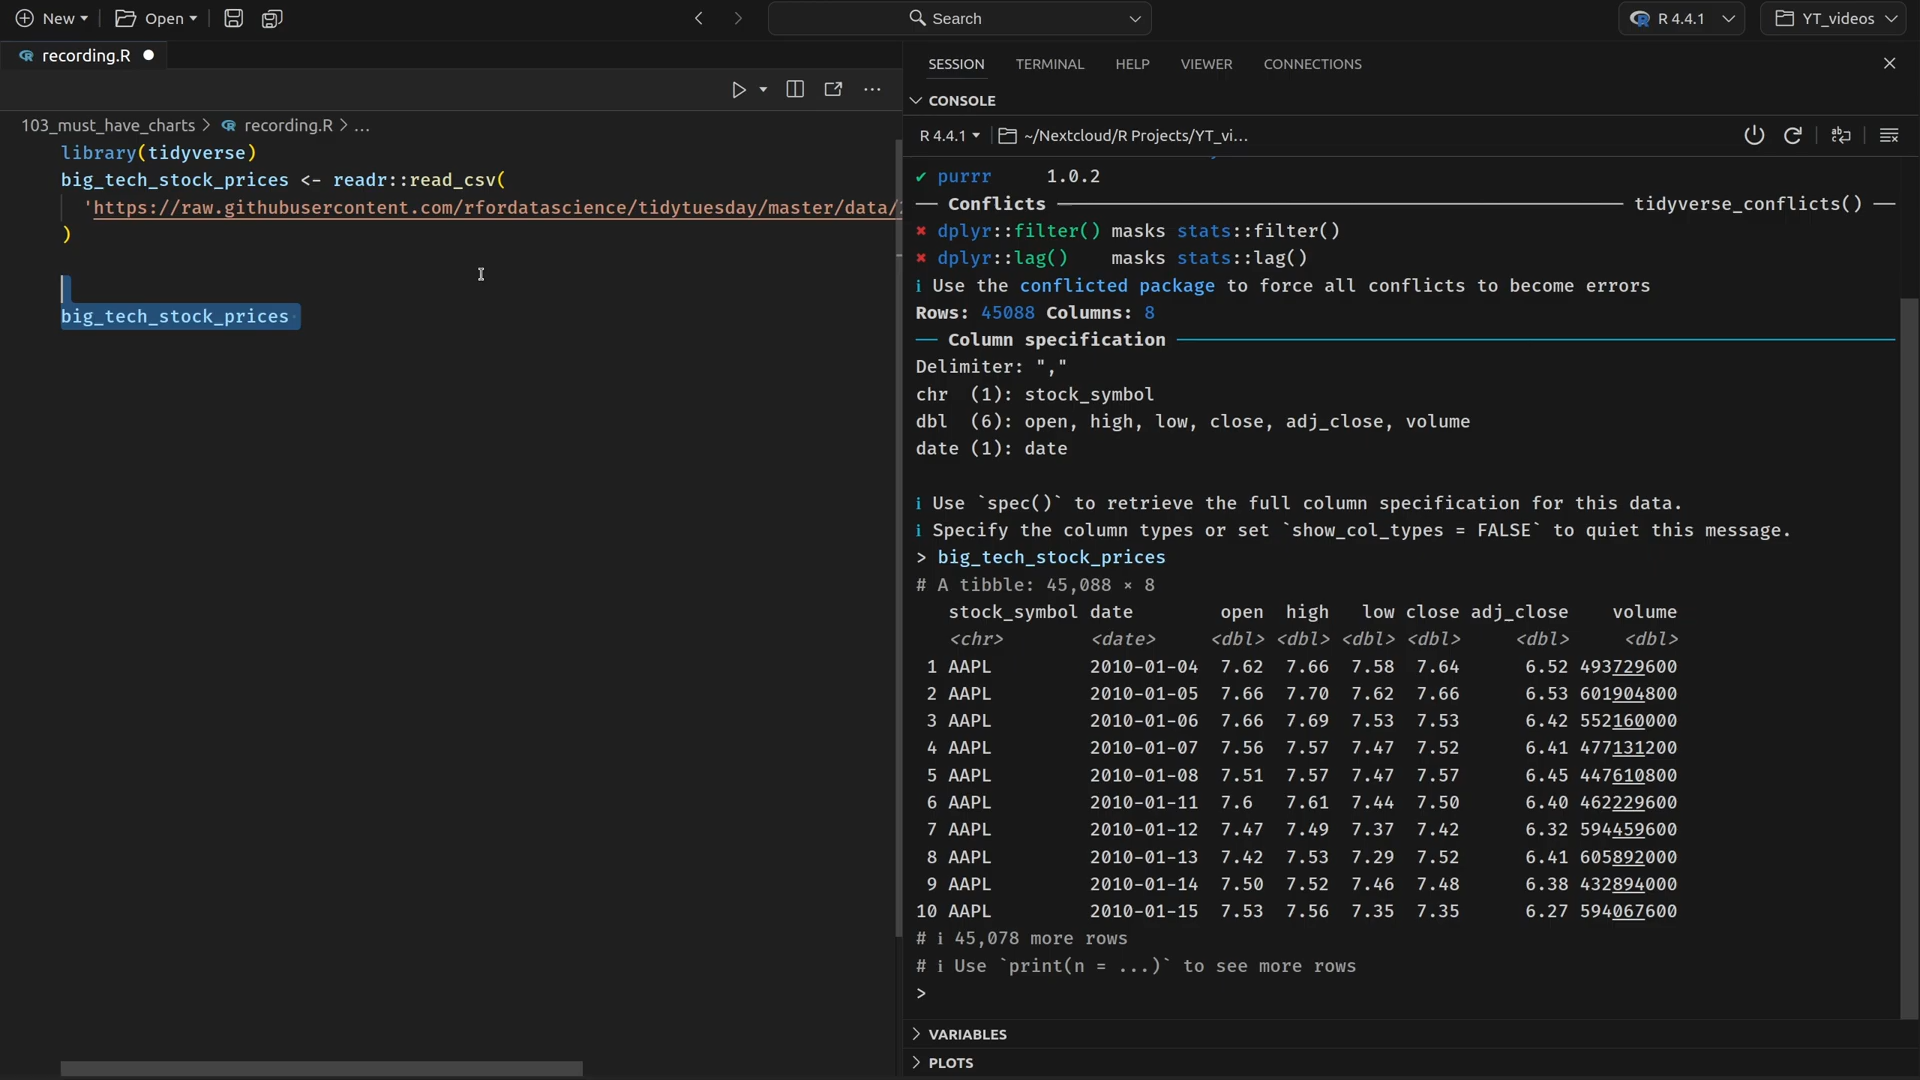 New
Open
Search
R 4.4.1
YT_videos
recording.R
103_must_have_charts > recording.R > ...
library(tidyverse)
big_tech_stock_prices <- readr::read_csv(
'https://raw.githubusercontent.com/rfordatascience/tidytuesday/master/data/
)
big_tech_stock_prices
SESSION TERMINAL HELP VIEWER CONNECTIONS
CONSOLE
R 4.4.1 ~/Nextcloud/R Projects/YT_vi...
✔ purrr 1.0.2
── Conflicts ── tidyverse_conflicts() ──
✖ dplyr::filter() masks stats::filter()
✖ dplyr::lag() masks stats::lag()
ℹ Use the conflicted package to force all conflicts to become errors
Rows: 45088 Columns: 8
── Column specification ──
Delimiter: ","
chr (1): stock_symbol
dbl (6): open, high, low, close, adj_close, volume
date (1): date
ℹ Use `spec()` to retrieve the full column specification for this data.
ℹ Specify the column types or set `show_col_types = FALSE` to quiet this message.
> big_tech_stock_prices
# A tibble: 45,088 × 8
stock_symbol date open high low close adj_close volume
<chr> <date> <dbl> <dbl> <dbl> <dbl> <dbl> <dbl>
1 AAPL 2010-01-04 7.62 7.66 7.58 7.64 6.52 493729600
2 AAPL 2010-01-05 7.66 7.70 7.62 7.66 6.53 601904800
3 AAPL 2010-01-06 7.66 7.69 7.53 7.53 6.42 552160000
4 AAPL 2010-01-07 7.56 7.57 7.47 7.52 6.41 477131200
5 AAPL 2010-01-08 7.51 7.57 7.47 7.57 6.45 447610800
6 AAPL 2010-01-11 7.6 7.61 7.44 7.50 6.40 462229600
7 AAPL 2010-01-12 7.47 7.49 7.37 7.42 6.32 594459600
8 AAPL 2010-01-13 7.42 7.53 7.29 7.52 6.41 605892000
9 AAPL 2010-01-14 7.50 7.52 7.46 7.48 6.38 432894000
10 AAPL 2010-01-15 7.53 7.56 7.35 7.35 6.27 594067600
# ℹ 45,078 more rows
# ℹ Use `print(n = ...)` to see more rows
>
VARIABLES
PLOTS